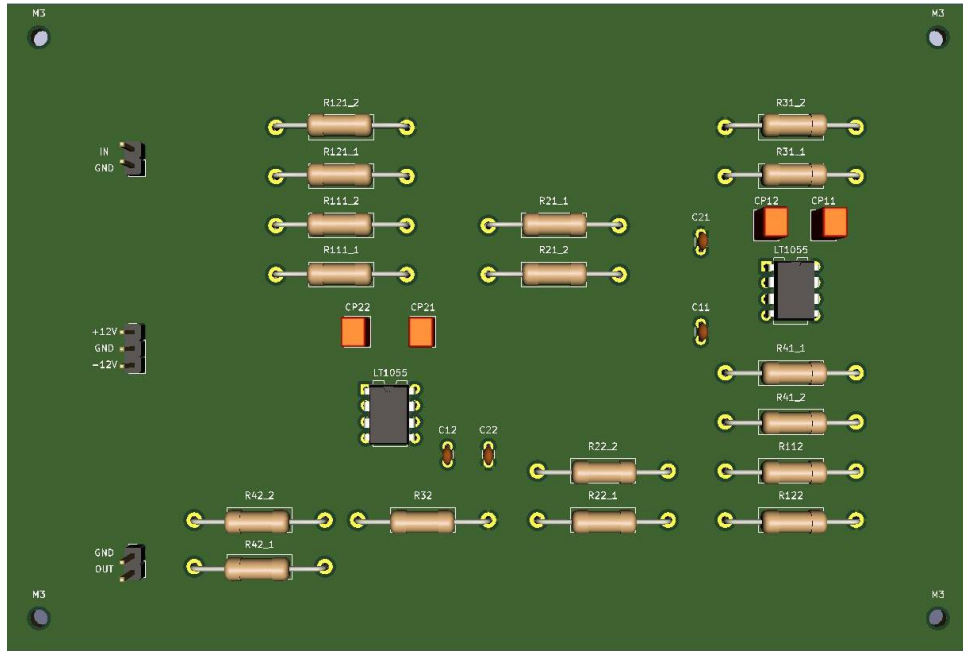 M3
M3
R121_2
R31_2
IN
GND
R121_1
R31_1
R111_2
R21_1
C21
CP12
CP11
R111_1
R21_2
LT1055
CP22
CP21
C11
+12V
GND
-12V
LT1055
R41_1
R41_2
C12
C22
R22_2
R112
R42_2
R32
R22_1
R122
GND
OUT
R42_1
M3
M3